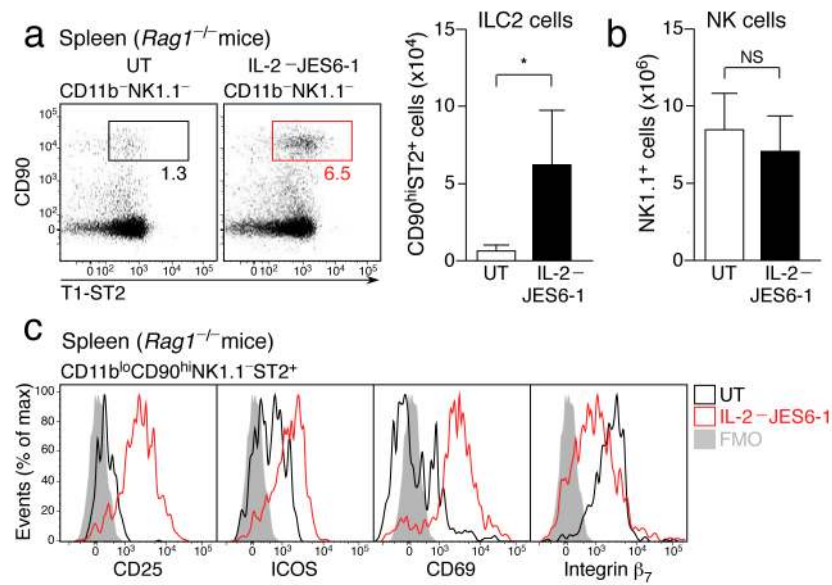 a Spleen (Rag1⁻/⁻ mice)
UT
CD11b⁻NK1.1⁻
IL-2–JES6-1
CD11b⁻NK1.1⁻
CD90
10⁵
10⁴
10³
10²
0
1.3
6.5
0 10² 10³ 10⁴ 10⁵
0 10² 10³ 10⁴ 10⁵
T1-ST2
ILC2 cells
CD90ʰⁱST2⁺ cells (x10⁴)
15
10
5
0
*
UT
IL-2–
JES6-1
b NK cells
NK1.1⁺ cells (x10⁶)
15
10
5
0
NS
UT
IL-2–
JES6-1
c Spleen (Rag1⁻/⁻ mice)
CD11bˡᵒCD90ʰⁱNK1.1⁻ST2⁺
Events (% of max)
100
80
60
40
20
0
0 10³ 10⁴ 10⁵
CD25
0 10³ 10⁴ 10⁵
ICOS
0 10³ 10⁴ 10⁵
CD69
0 10³ 10⁴ 10⁵
Integrin β₇
UT
IL-2–JES6-1
FMO